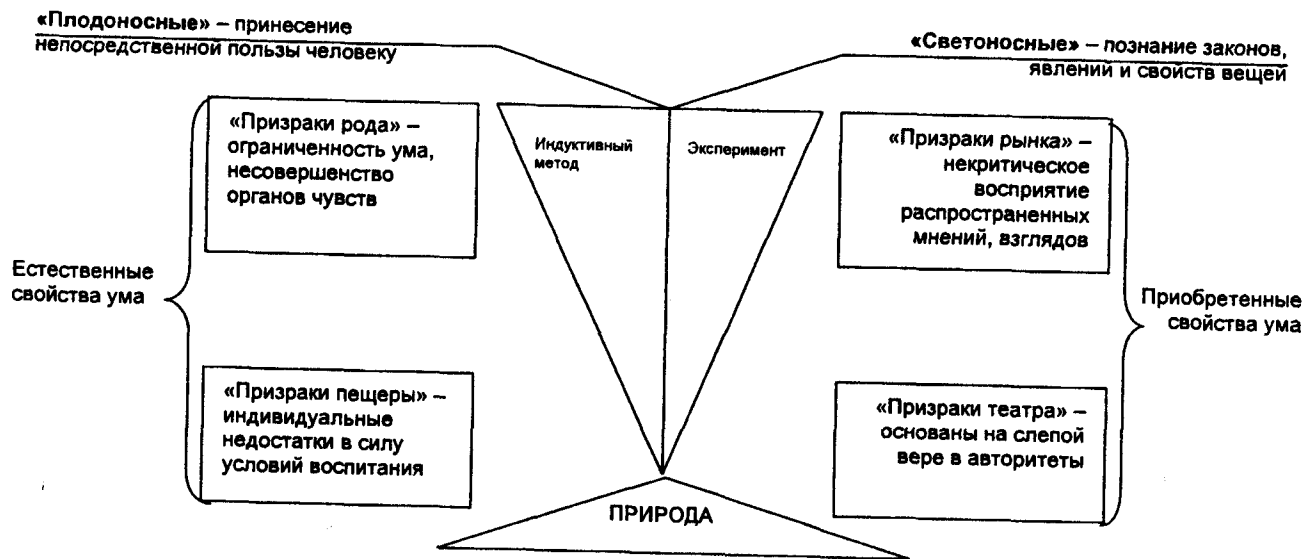 «Плодоносные» – принесение
непосредственной пользы человеку
«Светоносные» – познание законов,
явлений и свойств вещей
«Призраки рода» –
ограниченность ума,
несовершенство
органов чувств
Индуктивный
метод
Эксперимент
«Призраки рынка» –
некритическое
восприятие
распространенных
мнений, взглядов
Естественные
свойства ума
Приобретенные
свойства ума
«Призраки пещеры» –
индивидуальные
недостатки в силу
условий воспитания
«Призраки театра» –
основаны на слепой
вере в авторитеты
ПРИРОДА